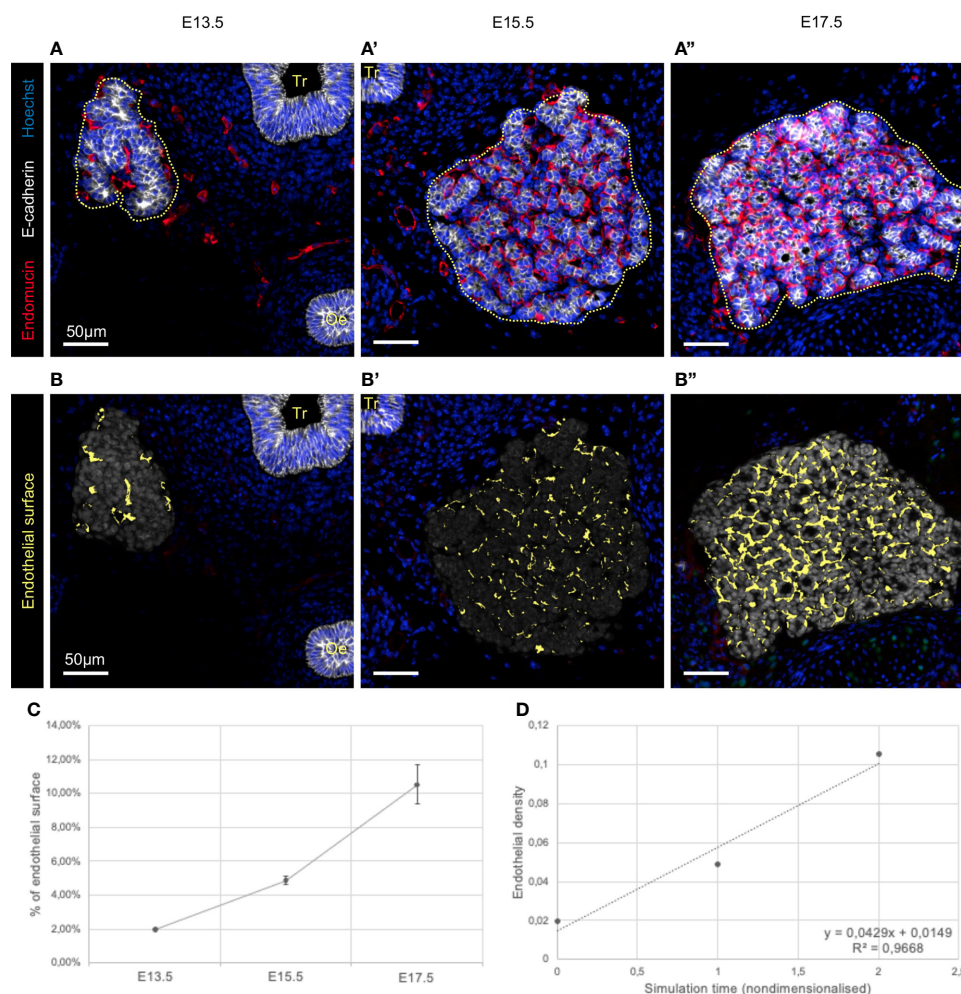 E13.5
E15.5
E17.5
A
A'
A"
Endomucin E-cadherin Hoechst
Tr
Oe
50µm
Tr
B
B'
B"
Endothelial surface
Tr
Oe
50µm
Tr
C
14,00%
12,00%
10,00%
8,00%
6,00%
4,00%
2,00%
0,00%
% of endothelial surface
E13.5
E15.5
E17.5
D
0,12
0,1
0,08
0,06
0,04
0,02
0
Endothelial density
y = 0,0429x + 0,0149
R² = 0,9668
0
0,5
1
1,5
2
2,5
Simulation time (nondimensionalised)